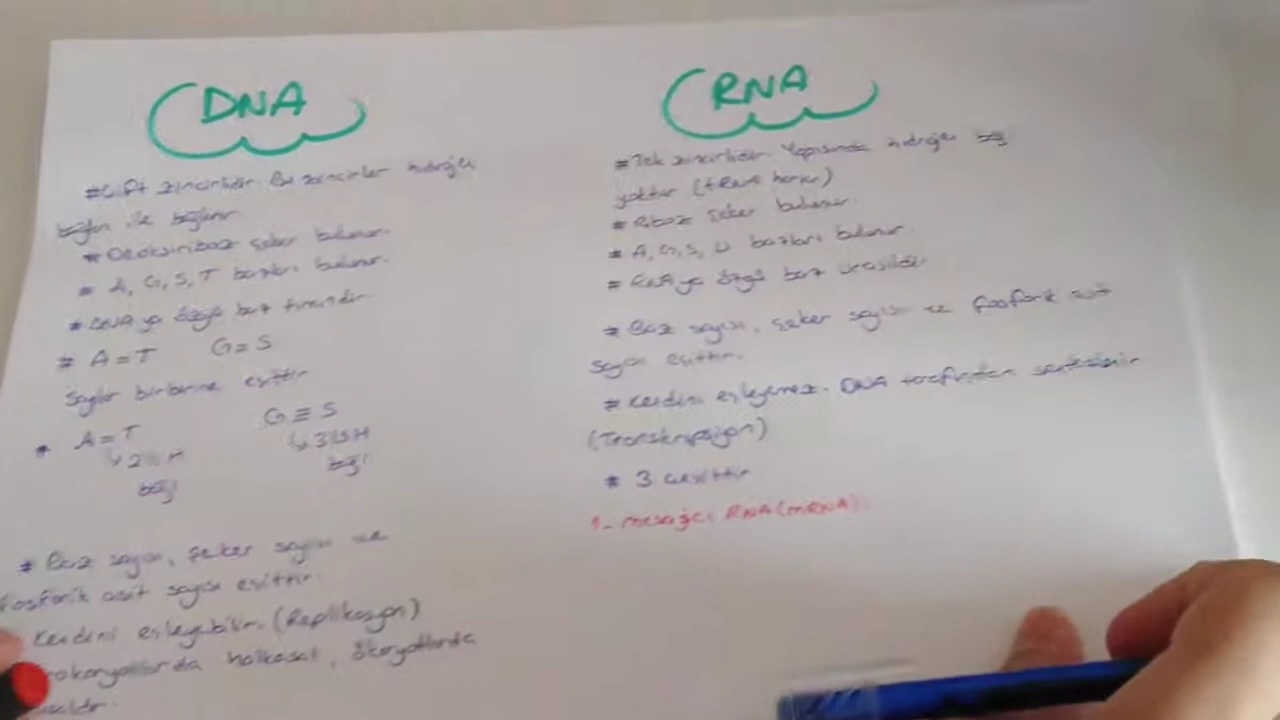 DNA
* Çift zincirlidir. Bu zincirler hidrojen
bağları ile bağlanır.
* Deoksiriboz şeker bulunur.
* A, G, S, T bazları bulunur.
* DNA'ya özgü baz timindir.
* A=T G=S
Sayıları birbirine eşittir
* A=T G≡S
↳2'li H ↳3'lü H
bağı bağı
* Baz sayısı, şeker sayısı ve
fosforik asit sayısı eşittir.
Kendini eşleyebilir. (Replikasyon)
halkasal, ökaryotlarda
RNA
* Tek zincirlidir. Yapısında hidrojen bağı
yoktur (tRNA hariç)
* Riboz şeker bulunur.
* A, G, S, U bazları bulunur.
* RNA'ya özgü baz urasildir
* Baz sayısı, şeker sayısı ve fosforik asit
sayısı eşittir.
* Kendini eşleyemez. DNA tarafından sentezlenir
(Transkripsiyon)
* 3 çeşittir
1- mesajcı RNA (mRNA):